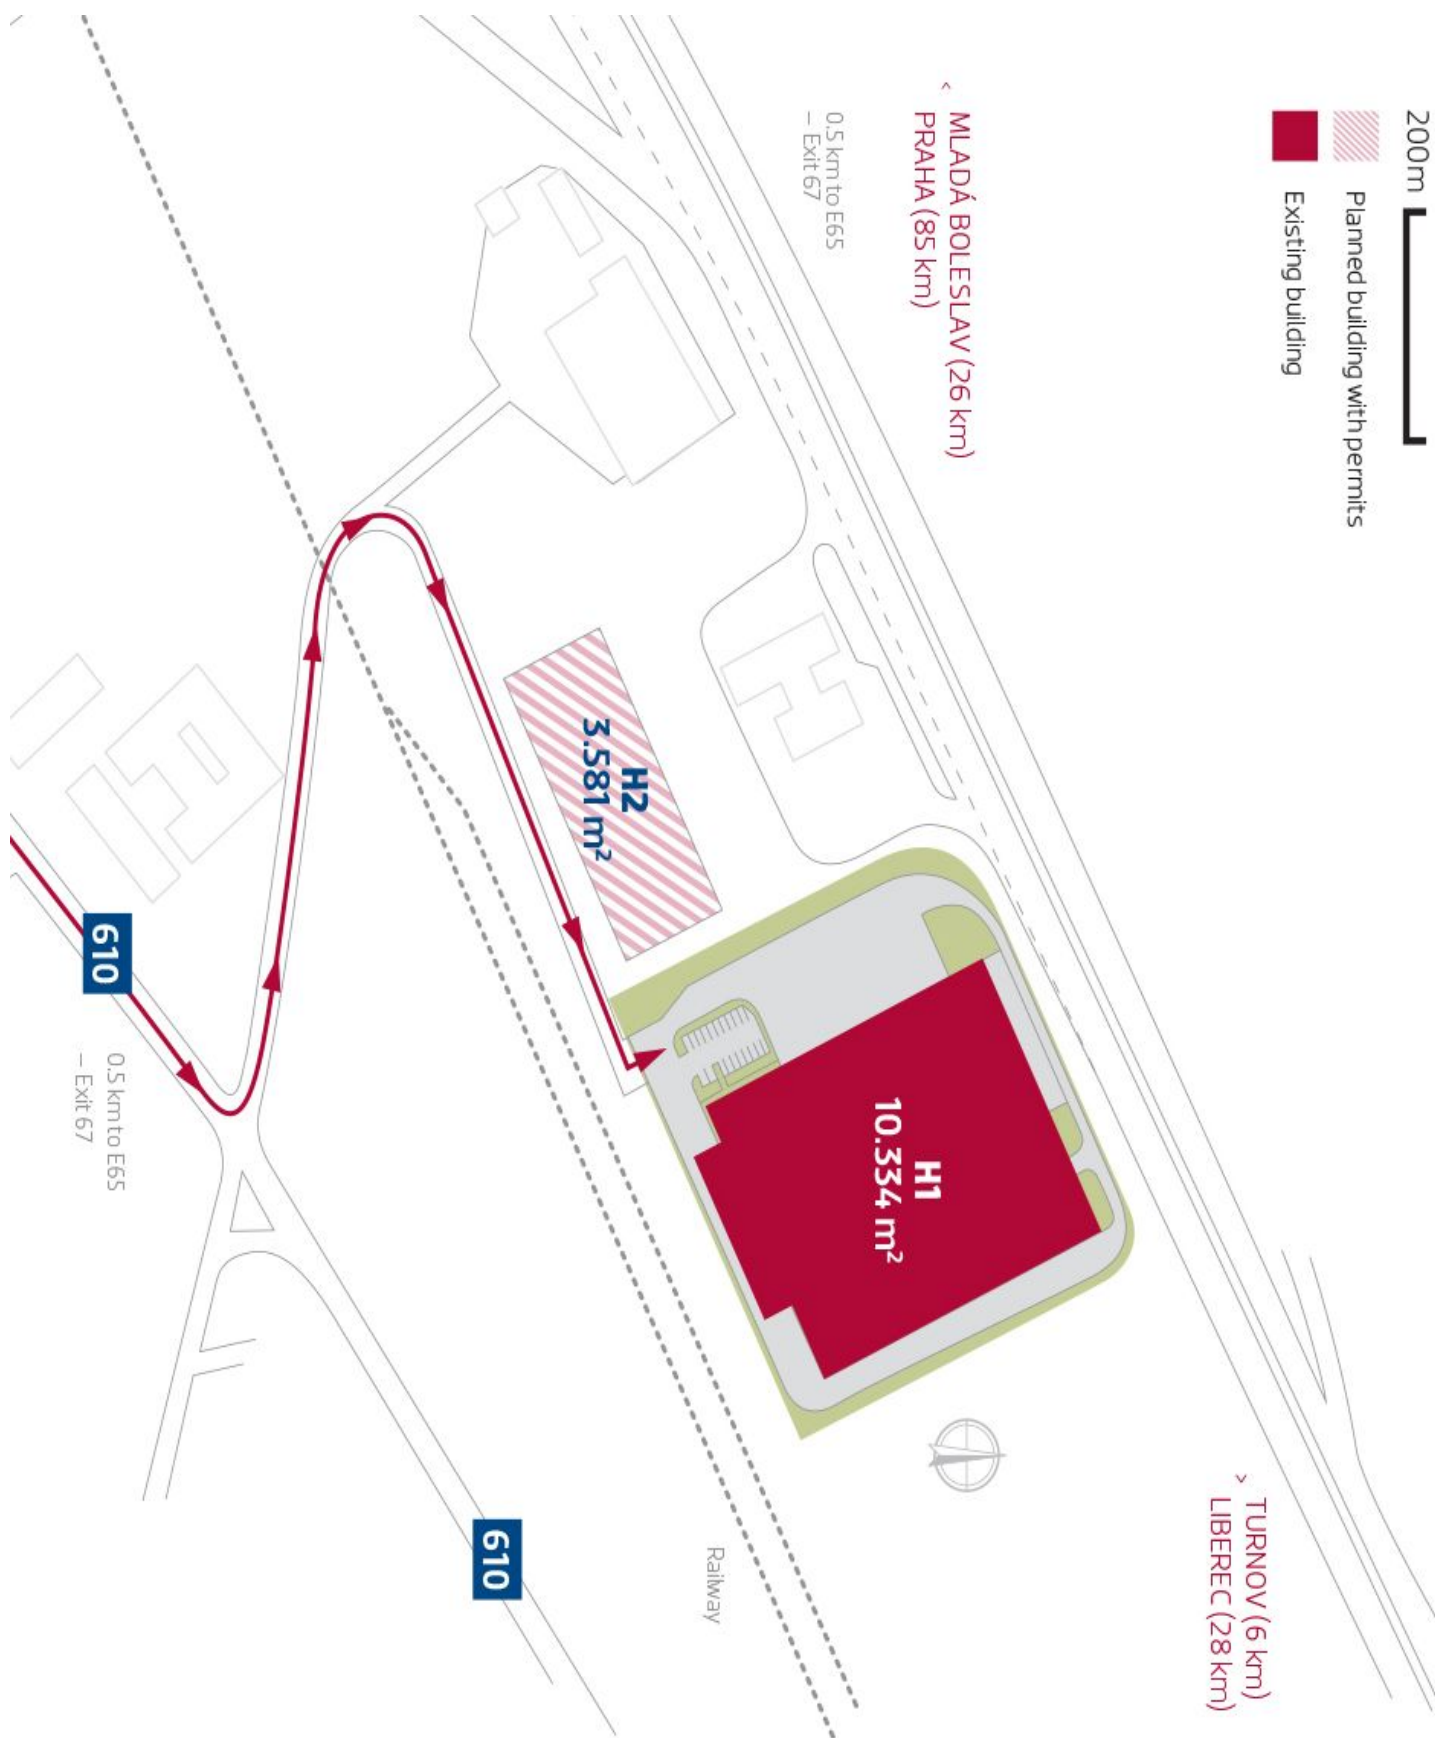 200m
Planned building with permits
Existing building
‹ MLADÁ BOLESLAV (26 km)
PRAHA (85 km)
0.5 km to E65
– Exit 67
› TURNOV (6 km)
LIBEREC (28 km)
H1
10.334 m²
H2
3.581 m²
Railway
610
610
0.5 km to E65
– Exit 67